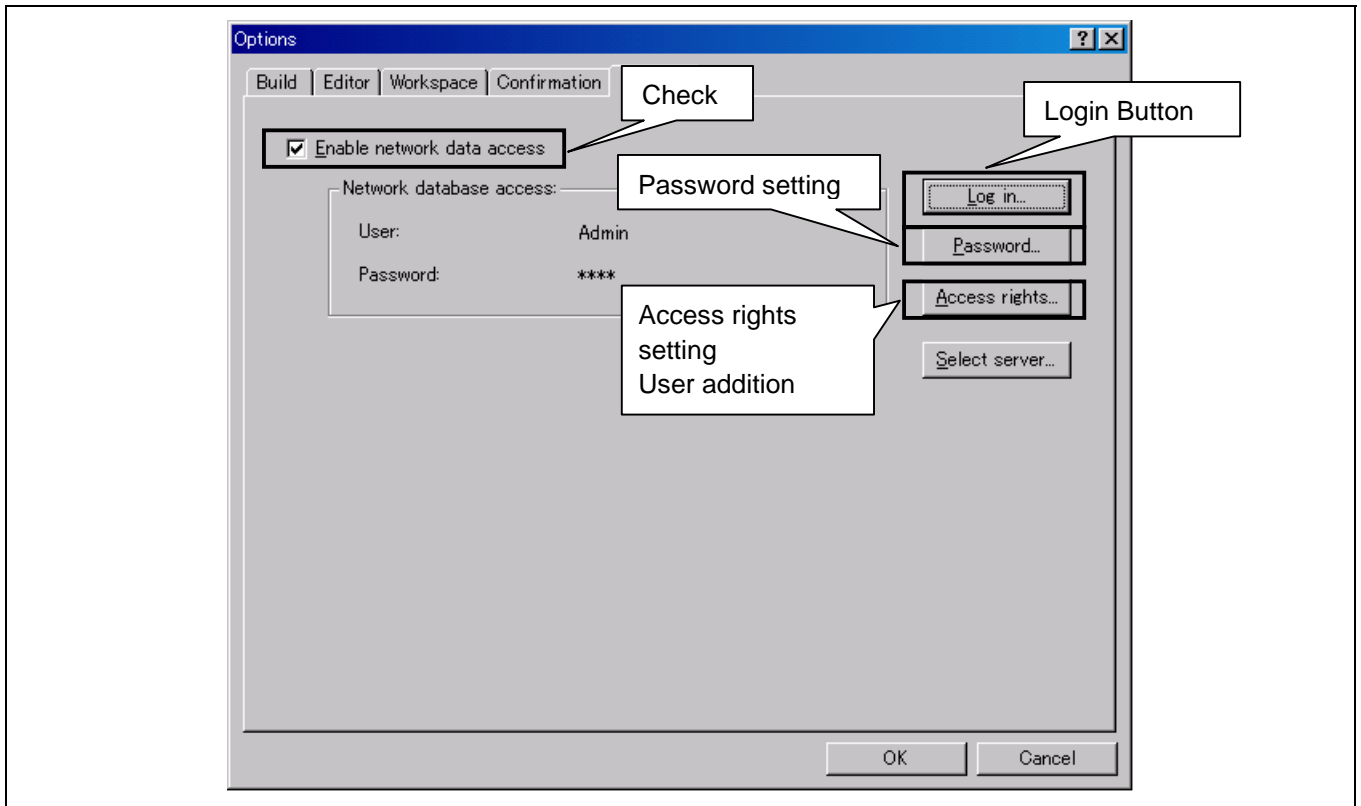 Options
Build Editor Workspace Confirmation
Check
Login Button
Enable network data access
Network database access:
Password setting
Log in...
User: Admin
Password...
Password: ****
Access rights...
Access rights
setting
User addition
Select server...
OK Cancel